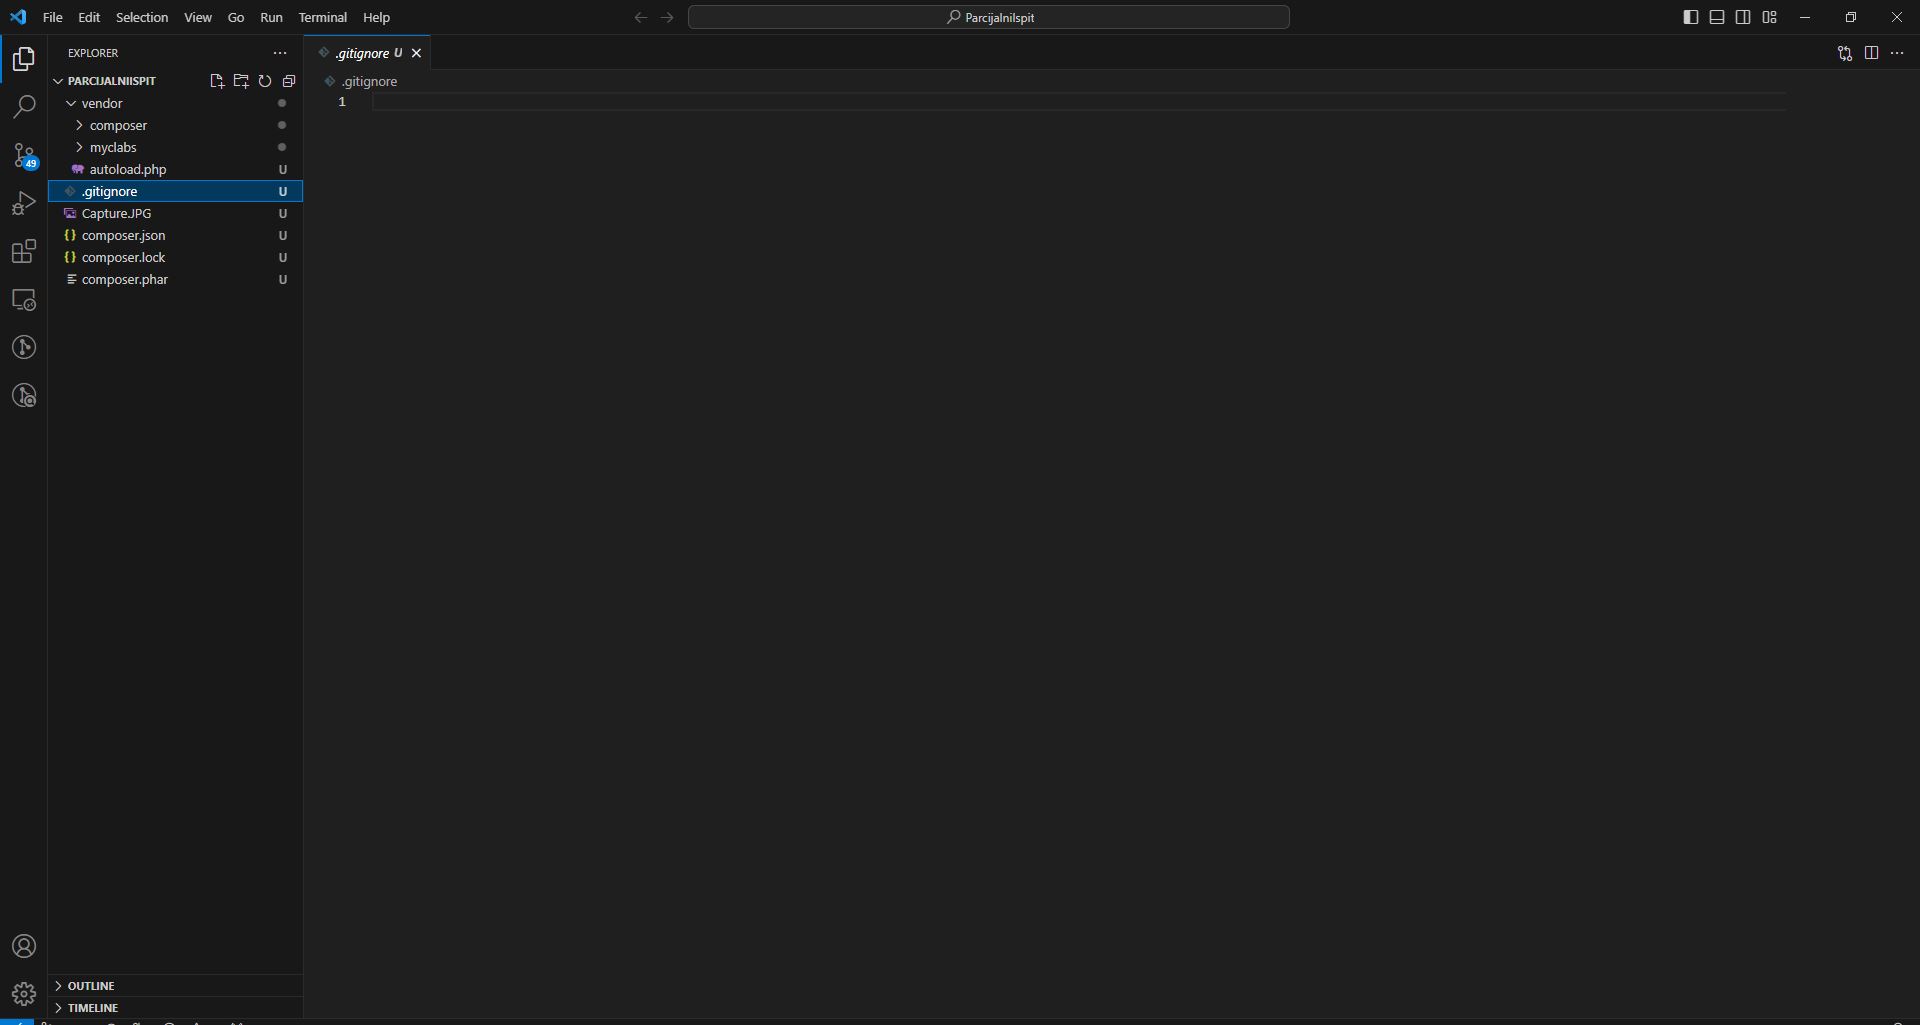 File Edit Selection View Go Run Terminal Help
ParcijalniIspit
EXPLORER
.gitignore U
PARCIJALNIISPIT
.gitignore
vendor
1
composer
myclabs
49
autoload.php U
.gitignore U
Capture.JPG U
{} composer.json U
{} composer.lock U
composer.phar U
OUTLINE
TIMELINE